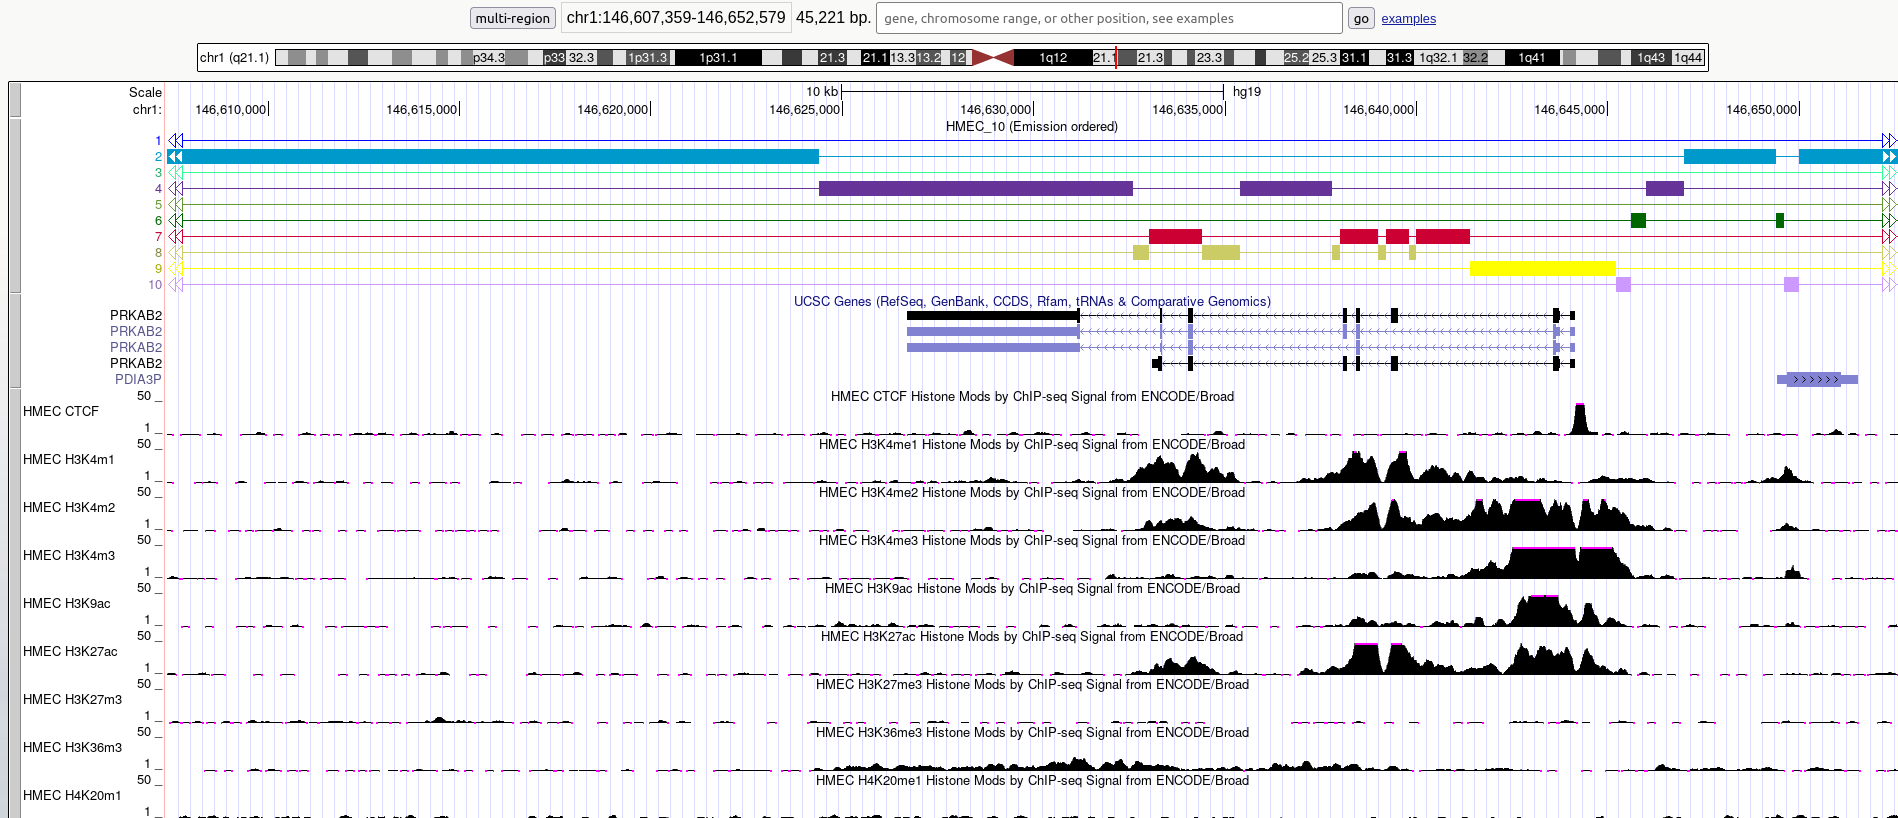 multi-region chr1:146,607,359-146,652,579 45,221 bp. gene, chromosome range, or other position, see examples go examples
chr1 (q21.1) p34.3 p33 32.3 1p31.3 1p31.1 21.3 21.1 13.3 13.2 12 1q12 21.1 21.3 23.3 25.2 25.3 31.1 31.3 1q32.1 32.2 1q41 1q43 1q44
Scale 10 kb hg19
chr1: 146,610,000 146,615,000 146,620,000 146,625,000 146,630,000 146,635,000 146,640,000 146,645,000 146,650,000
HMEC_10 (Emission ordered)
1
2
3
4
5
6
7
8
9
10
UCSC Genes (RefSeq, GenBank, CCDS, Rfam, tRNAs & Comparative Genomics)
PRKAB2
PRKAB2
PRKAB2
PRKAB2
PDIA3P
50 _ HMEC CTCF Histone Mods by ChIP-seq Signal from ENCODE/Broad
HMEC CTCF
1 _
50 _ HMEC H3K4me1 Histone Mods by ChIP-seq Signal from ENCODE/Broad
HMEC H3K4m1
1 _
50 _ HMEC H3K4me2 Histone Mods by ChIP-seq Signal from ENCODE/Broad
HMEC H3K4m2
1 _
50 _ HMEC H3K4me3 Histone Mods by ChIP-seq Signal from ENCODE/Broad
HMEC H3K4m3
1 _
50 _ HMEC H3K9ac Histone Mods by ChIP-seq Signal from ENCODE/Broad
HMEC H3K9ac
1 _
50 _ HMEC H3K27ac Histone Mods by ChIP-seq Signal from ENCODE/Broad
HMEC H3K27ac
1 _
50 _ HMEC H3K27me3 Histone Mods by ChIP-seq Signal from ENCODE/Broad
HMEC H3K27m3
1 _
50 _ HMEC H3K36me3 Histone Mods by ChIP-seq Signal from ENCODE/Broad
HMEC H3K36m3
1 _
50 _ HMEC H4K20me1 Histone Mods by ChIP-seq Signal from ENCODE/Broad
HMEC H4K20m1
1 _